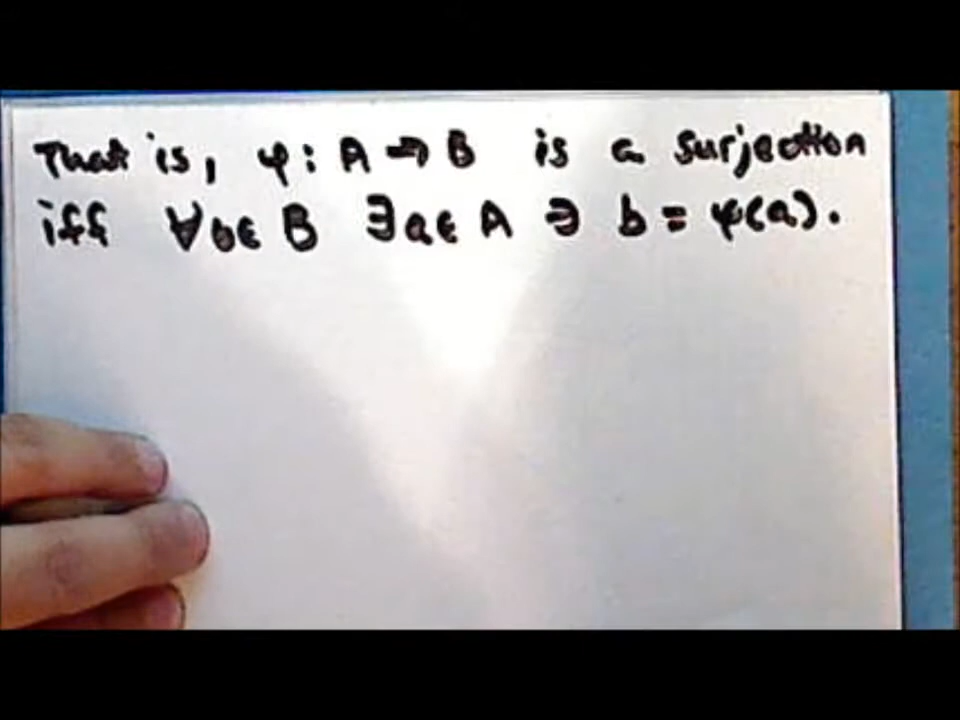 That is, φ: A → B is a surjection
iff ∀b∈ B ∃a∈ A ∋ b = φ(a).